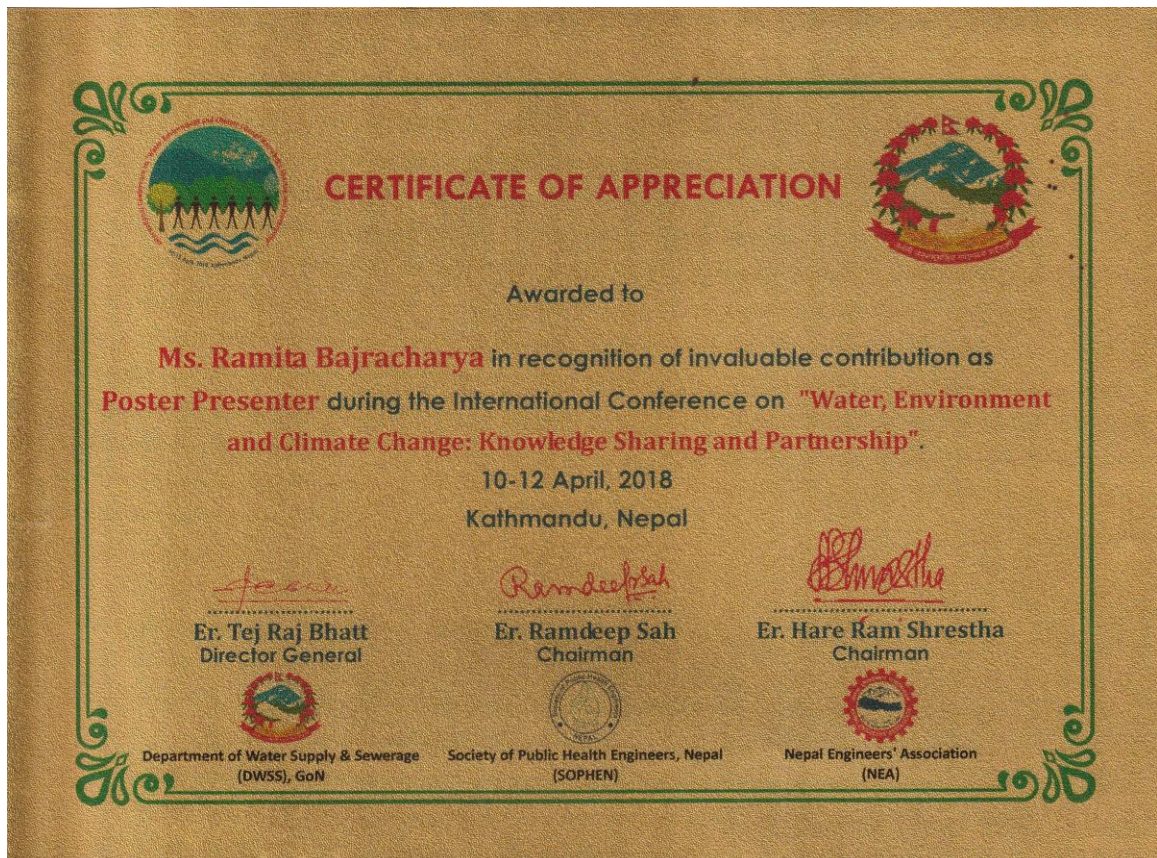 CERTIFICATE OF APPRECIATION
Awarded to
Ms. Ramita Bajracharya in recognition of invaluable contribution as
Poster Presenter during the International Conference on "Water, Environment
and Climate Change: Knowledge Sharing and Partnership".
10-12 April, 2018
Kathmandu, Nepal
Ramdeep Sah
Er. Tej Raj Bhatt
Er. Ramdeep Sah
Er. Hare Ram Shrestha
Director General
Chairman
Chairman
NEPAL
Department of Water Supply & Sewerage
Society of Public Health Engineers, Nepal
Nepal Engineers' Association
(DWSS), GoN
(SOPHEN)
(NEA)